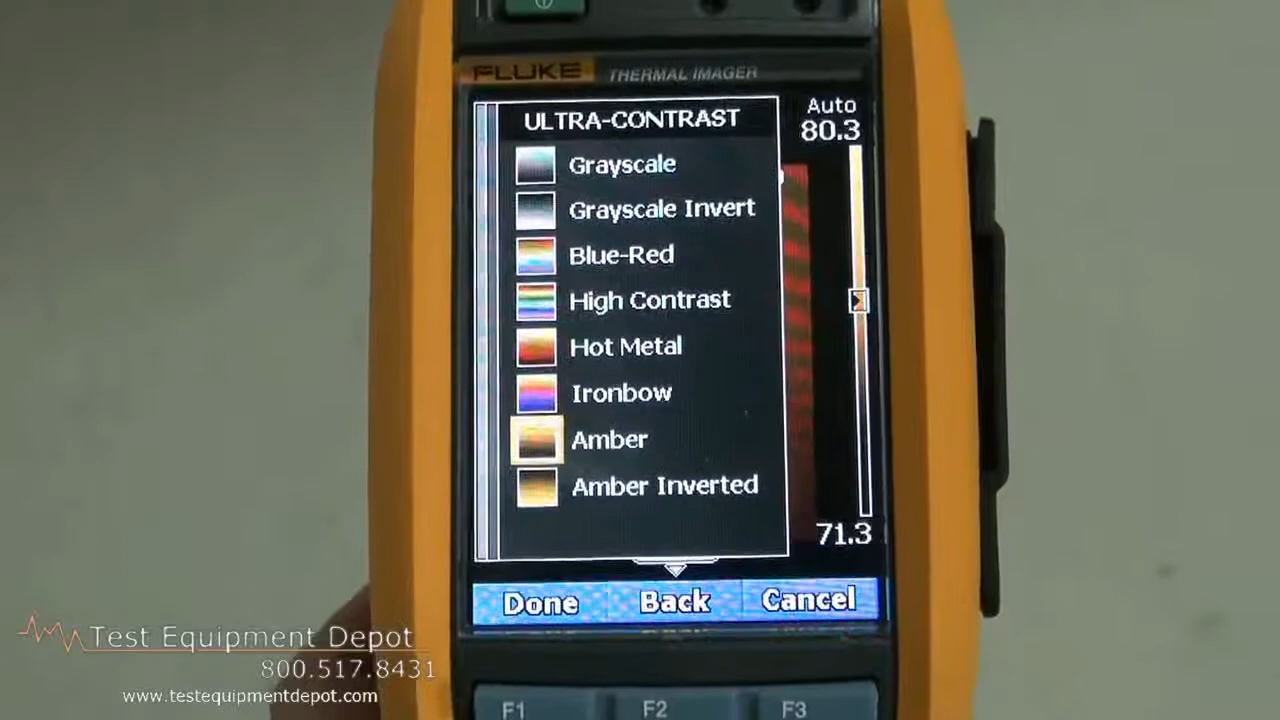 FLUKE THERMAL IMAGER
ULTRA-CONTRAST
Auto
80.3
Grayscale
Grayscale Invert
Blue-Red
High Contrast
Hot Metal
Ironbow
Amber
Amber Inverted
71.3
Done Back Cancel
Test Equipment Depot
800.517.8431
www.testequipmentdepot.com
F1 F2 F3